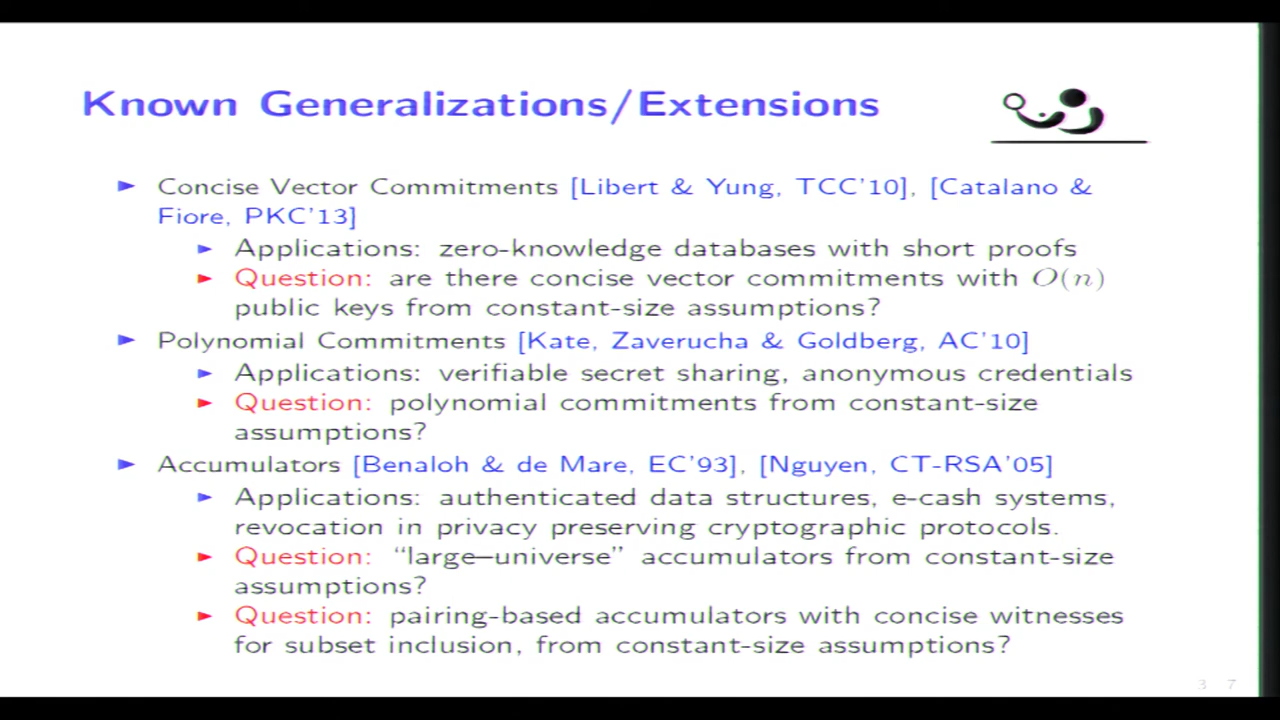 Known Generalizations/Extensions
► Concise Vector Commitments [Libert & Yung, TCC'10], [Catalano &
Fiore, PKC'13]
► Applications: zero-knowledge databases with short proofs
► Question: are there concise vector commitments with O(n)
public keys from constant-size assumptions?
► Polynomial Commitments [Kate, Zaverucha & Goldberg, AC'10]
► Applications: verifiable secret sharing, anonymous credentials
► Question: polynomial commitments from constant-size
assumptions?
► Accumulators [Benaloh & de Mare, EC'93], [Nguyen, CT-RSA'05]
► Applications: authenticated data structures, e-cash systems,
revocation in privacy preserving cryptographic protocols.
► Question: “large—universe” accumulators from constant-size
assumptions?
► Question: pairing-based accumulators with concise witnesses
for subset inclusion, from constant-size assumptions?
3 7